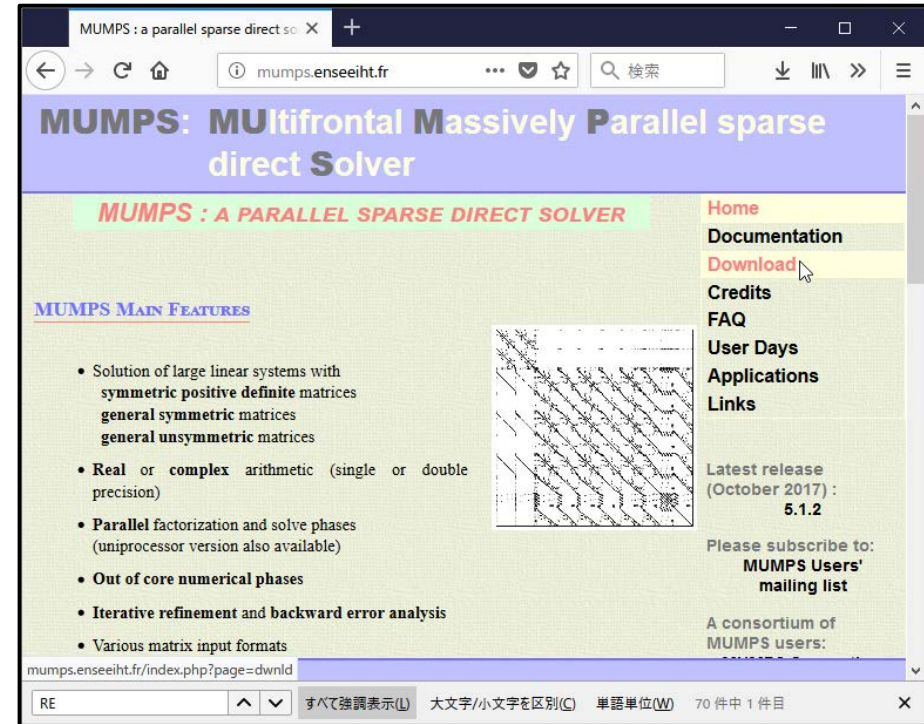 MUMPS : a parallel sparse direct so
mumps.enseeiht.fr
検索
MUMPS: MUltifrontal Massively Parallel sparse
direct Solver
MUMPS : A PARALLEL SPARSE DIRECT SOLVER
Home
Documentation
Download
Credits
FAQ
User Days
Applications
Links
MUMPS Main Features
• Solution of large linear systems with
symmetric positive definite matrices
general symmetric matrices
general unsymmetric matrices
• Real or complex arithmetic (single or double
precision)
• Parallel factorization and solve phases
(uniprocessor version also available)
• Out of core numerical phases
• Iterative refinement and backward error analysis
• Various matrix input formats
Latest release
(October 2017) :
5.1.2
Please subscribe to:
MUMPS Users'
mailing list
A consortium of
MUMPS users:
mumps.enseeiht.fr/index.php?page=dwnld
RE
すべて強調表示(L)
大文字/小文字を区別(C)
単語単位(W)
70 件中 1 件目